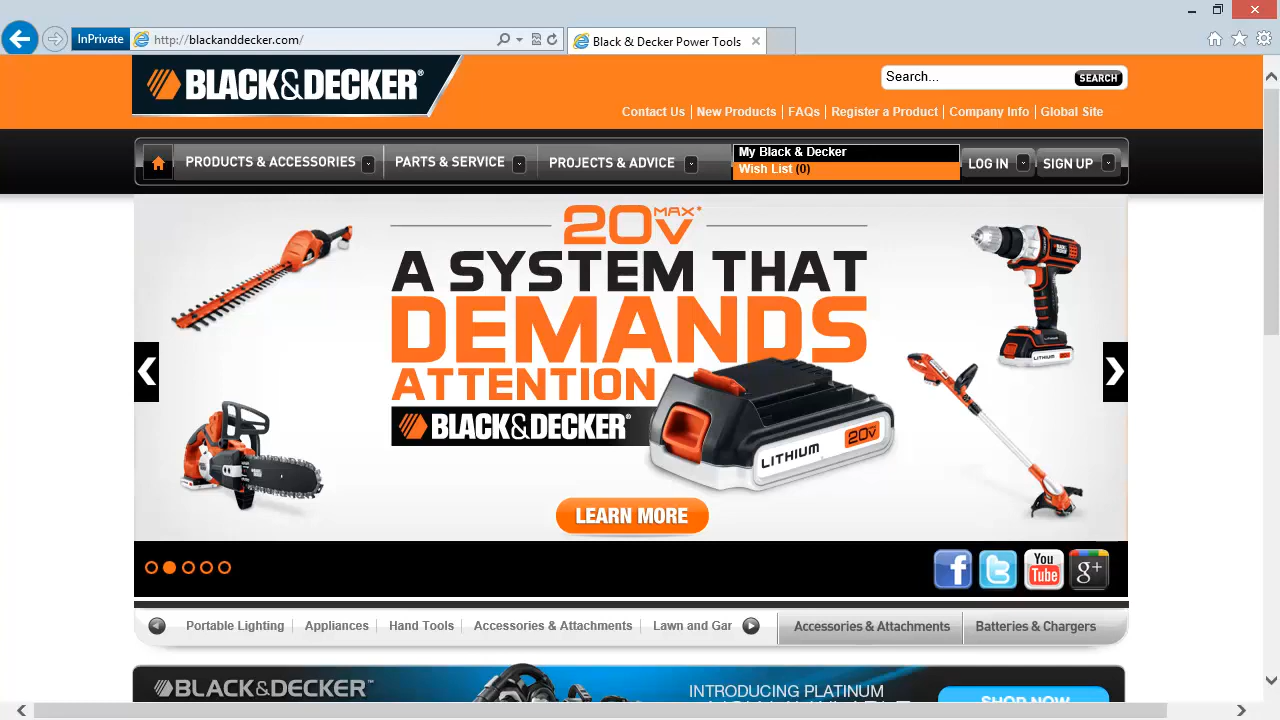 InPrivate
http://blackanddecker.com/
Black & Decker Power Tools
BLACK&DECKER®
Search...
SEARCH
Contact Us | New Products | FAQs | Register a Product | Company Info | Global Site
PRODUCTS & ACCESSORIES
PARTS & SERVICE
PROJECTS & ADVICE
My Black & Decker
Wish List (0)
LOG IN
SIGN UP
20V MAX*
A SYSTEM THAT
DEMANDS
ATTENTION
BLACK&DECKER®
LITHIUM 20V
LITHIUM
LEARN MORE
f
t
You Tube
g+
Portable Lighting
Appliances
Hand Tools
Accessories & Attachments
Lawn and Gar
Accessories & Attachments
Batteries & Chargers
BLACK&DECKER™
INTRODUCING PLATINUM
SHOP NOW